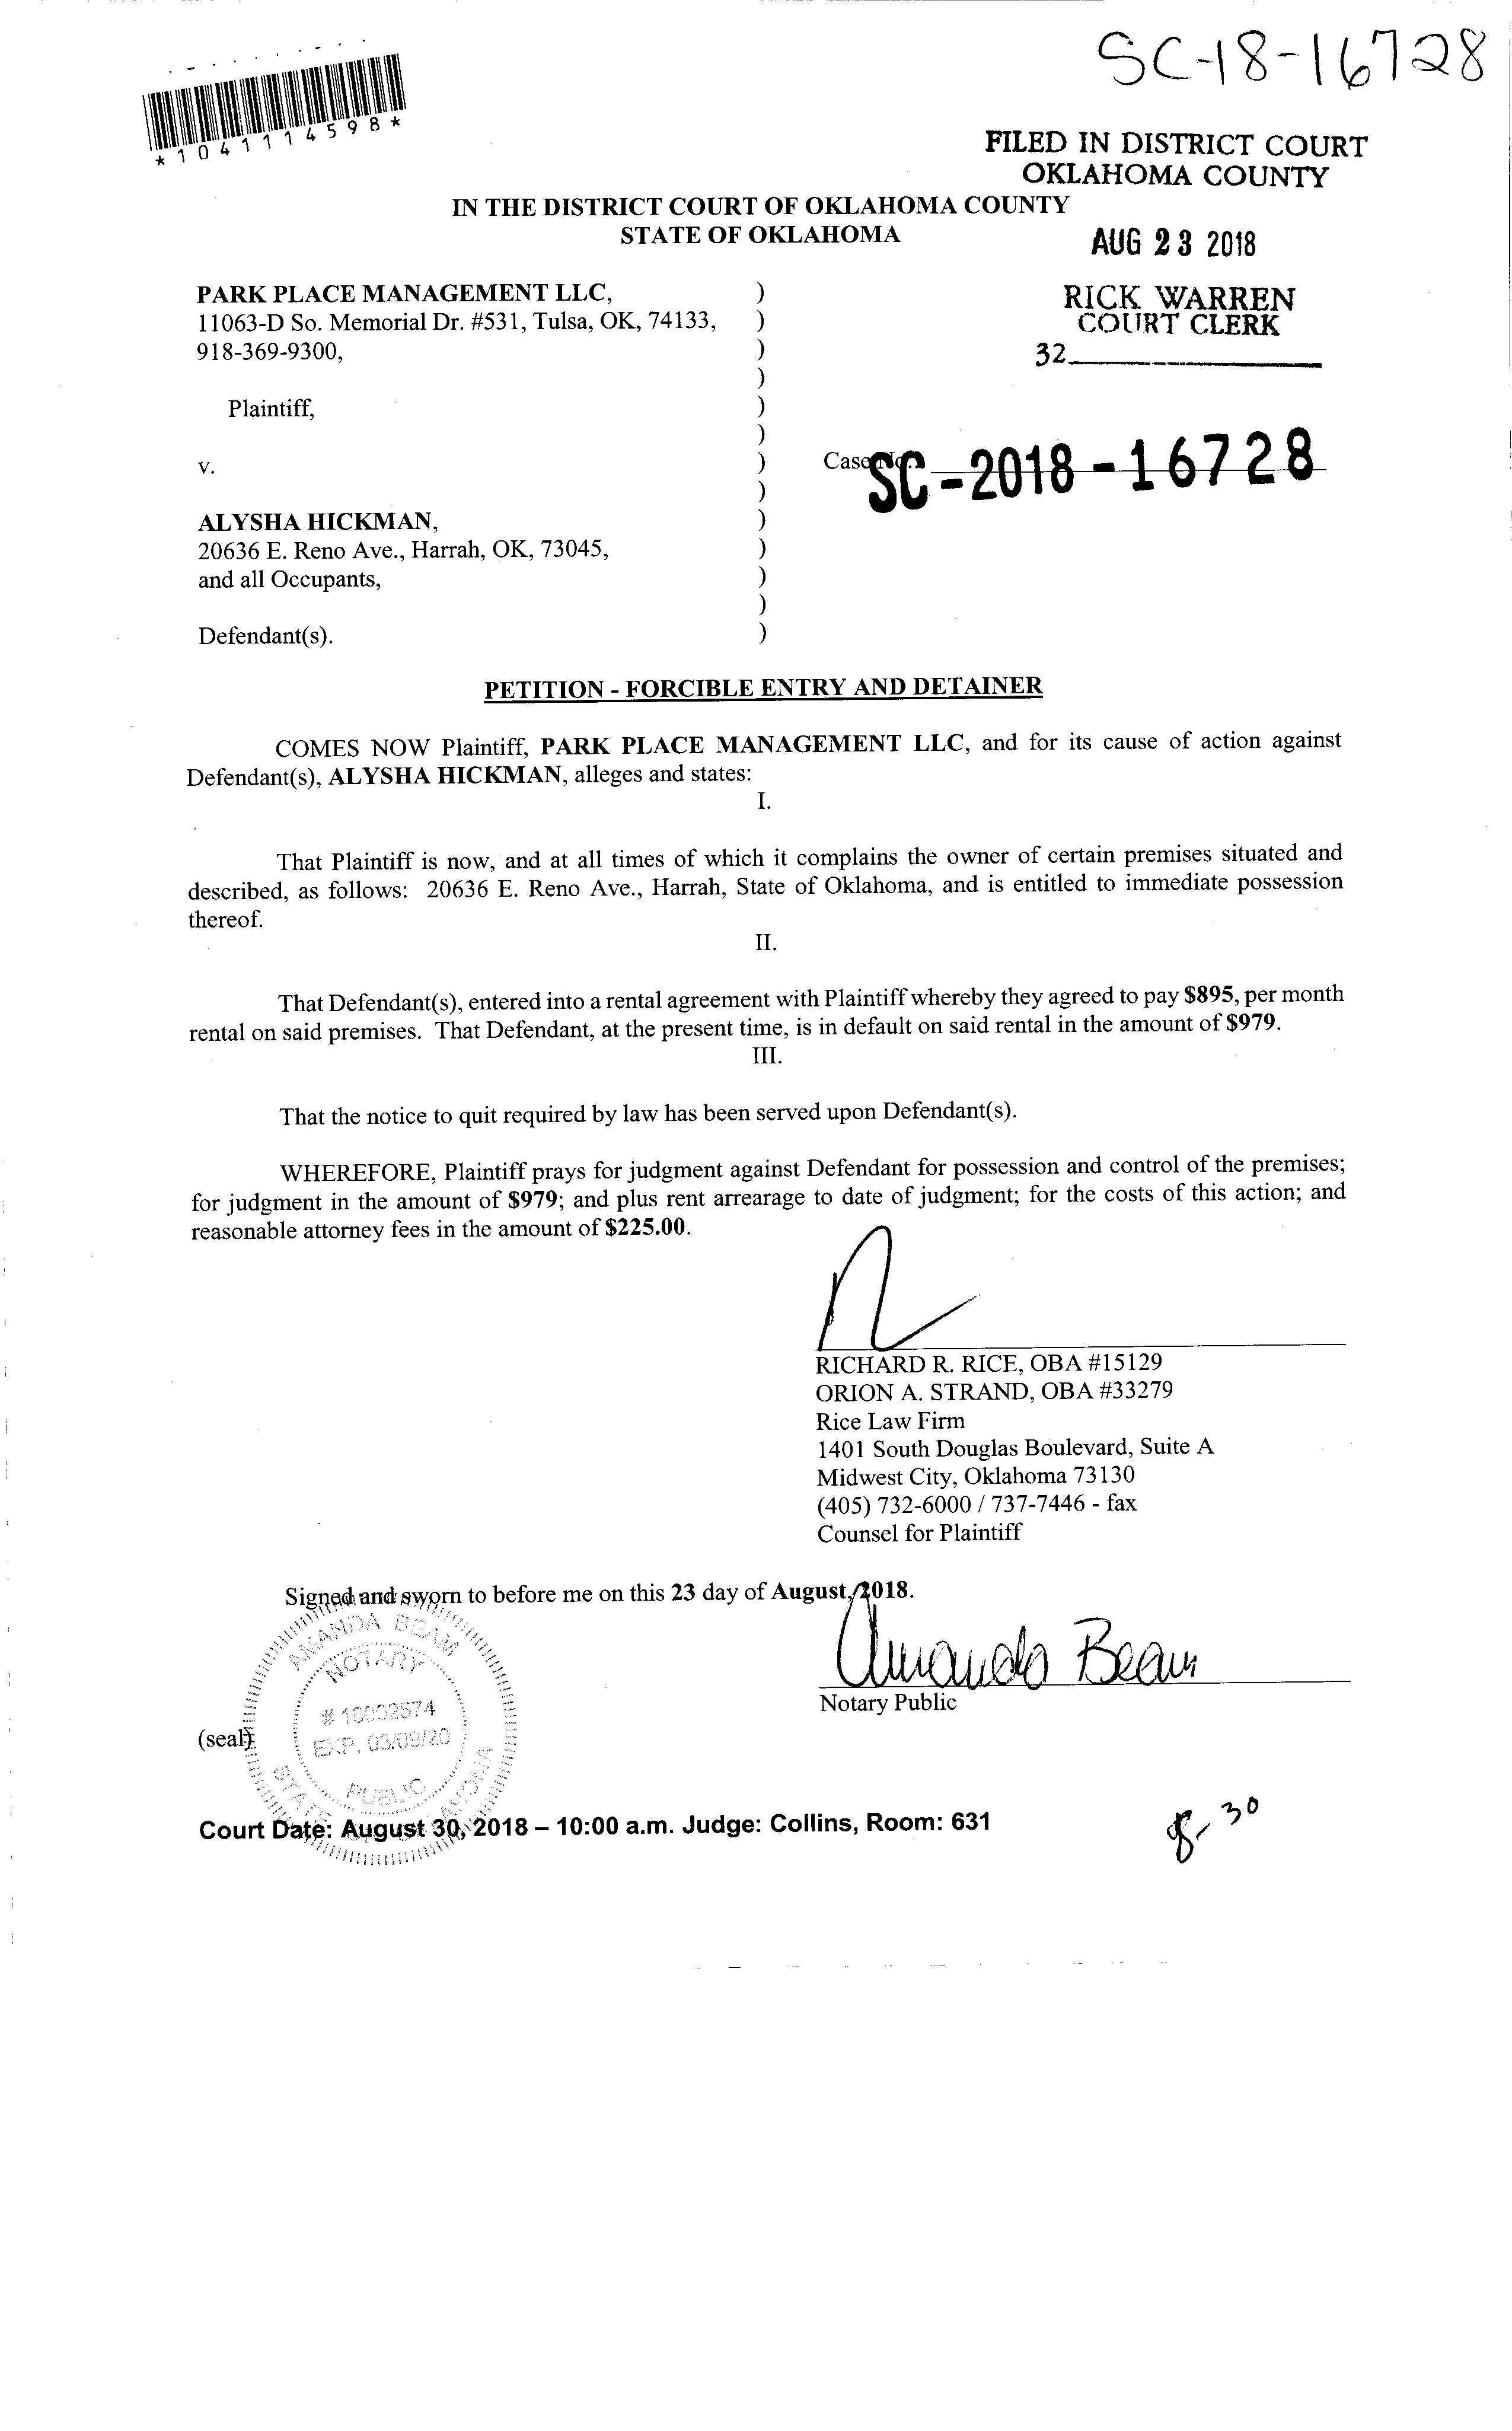 SC-18-16728
*1041114598*
FILED IN DISTRICT COURT
OKLAHOMA COUNTY
IN THE DISTRICT COURT OF OKLAHOMA COUNTY
STATE OF OKLAHOMA
AUG 23 2018
RICK WARREN
COURT CLERK
32
PARK PLACE MANAGEMENT LLC, )
11063-D So. Memorial Dr. #531, Tulsa, OK, 74133, )
918-369-9300, )
)
Plaintiff, )
)
v. )
Case No. SC-2018-16728
)
ALYSHA HICKMAN, )
20636 E. Reno Ave., Harrah, OK, 73045, )
and all Occupants, )
)
Defendant(s). )
PETITION - FORCIBLE ENTRY AND DETAINER
COMES NOW Plaintiff, PARK PLACE MANAGEMENT LLC, and for its cause of action against
Defendant(s), ALYSHA HICKMAN, alleges and states:
I.
That Plaintiff is now, and at all times of which it complains the owner of certain premises situated and
described, as follows: 20636 E. Reno Ave., Harrah, State of Oklahoma, and is entitled to immediate possession
thereof.
II.
That Defendant(s), entered into a rental agreement with Plaintiff whereby they agreed to pay $895, per month
rental on said premises. That Defendant, at the present time, is in default on said rental in the amount of $979.
III.
That the notice to quit required by law has been served upon Defendant(s).
WHEREFORE, Plaintiff prays for judgment against Defendant for possession and control of the premises;
for judgment in the amount of $979; and plus rent arrearage to date of judgment; for the costs of this action; and
reasonable attorney fees in the amount of $225.00.
RICHARD R. RICE, OBA #15129
ORION A. STRAND, OBA #33279
Rice Law Firm
1401 South Douglas Boulevard, Suite A
Midwest City, Oklahoma 73130
(405) 732-6000 / 737-7446 - fax
Counsel for Plaintiff
Signed and sworn to before me on this 23 day of August, 2018.
Amanda Beam
Notary Public
AMANDA BEAM
NOTARY
# 16002574
EXP. 03/09/20
PUBLIC
STATE OKLAHOMA
(seal)
Court Date: August 30, 2018 – 10:00 a.m. Judge: Collins, Room: 631
8-30